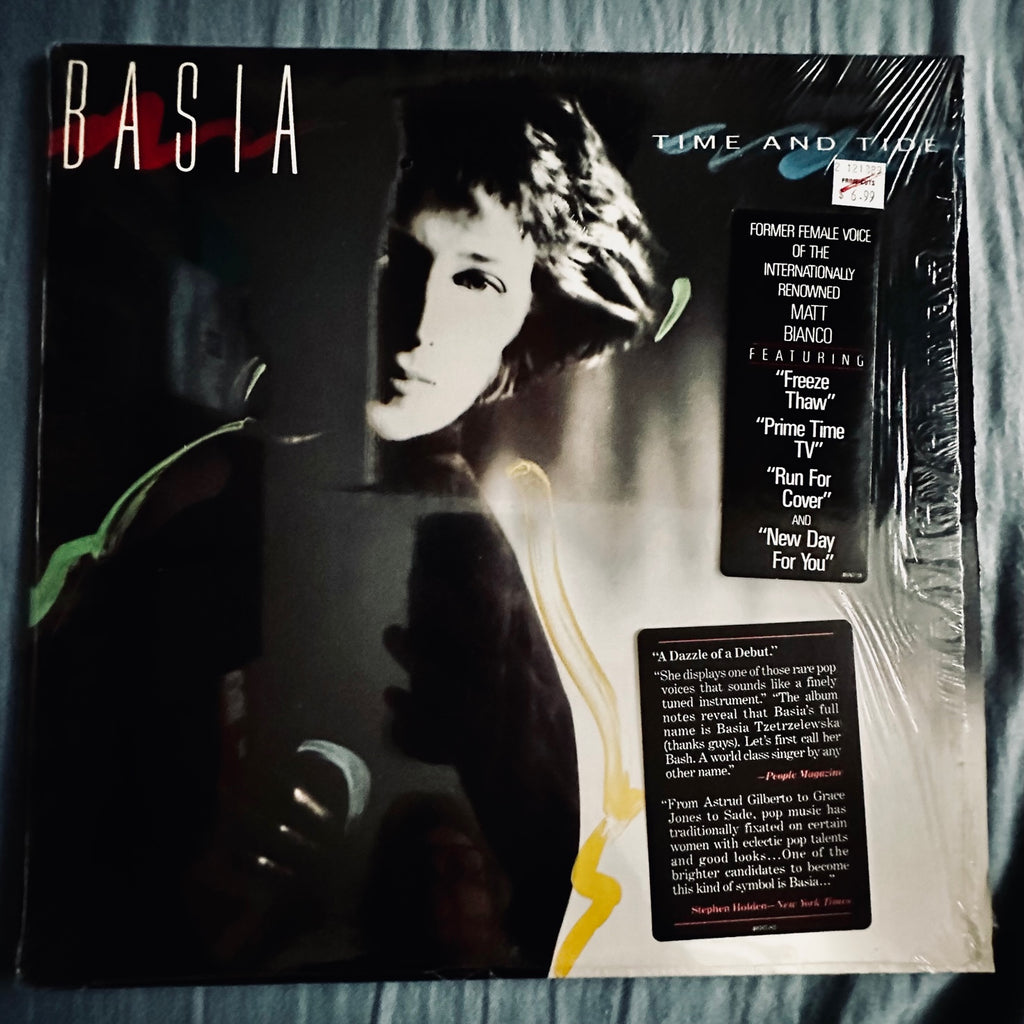 BASIA
TIME AND TIDE
$ 6.99
FORMER FEMALE VOICE
OF THE
INTERNATIONALLY
RENOWNED
MATT
BIANCO
FEATURING
"Freeze
Thaw"
"Prime Time
TV"
"Run For
Cover"
AND
"New Day
For You"
"A Dazzle of a Debut."
"She displays one of those rare pop
voices that sounds like a finely
tuned instrument." "The album
notes reveal that Basia's full
name is Basia Tzetrzelewska
(thanks guys). Let's first call her
Bash. A world class singer by any
other name."
—People Magazine
"From Astrud Gilberto to Grace
Jones to Sade, pop music has
traditionally fixated on certain
women with eclectic pop talents
and good looks...One of the
brighter candidates to become
this kind of symbol is Basia..."
Stephen Holden—New York Times